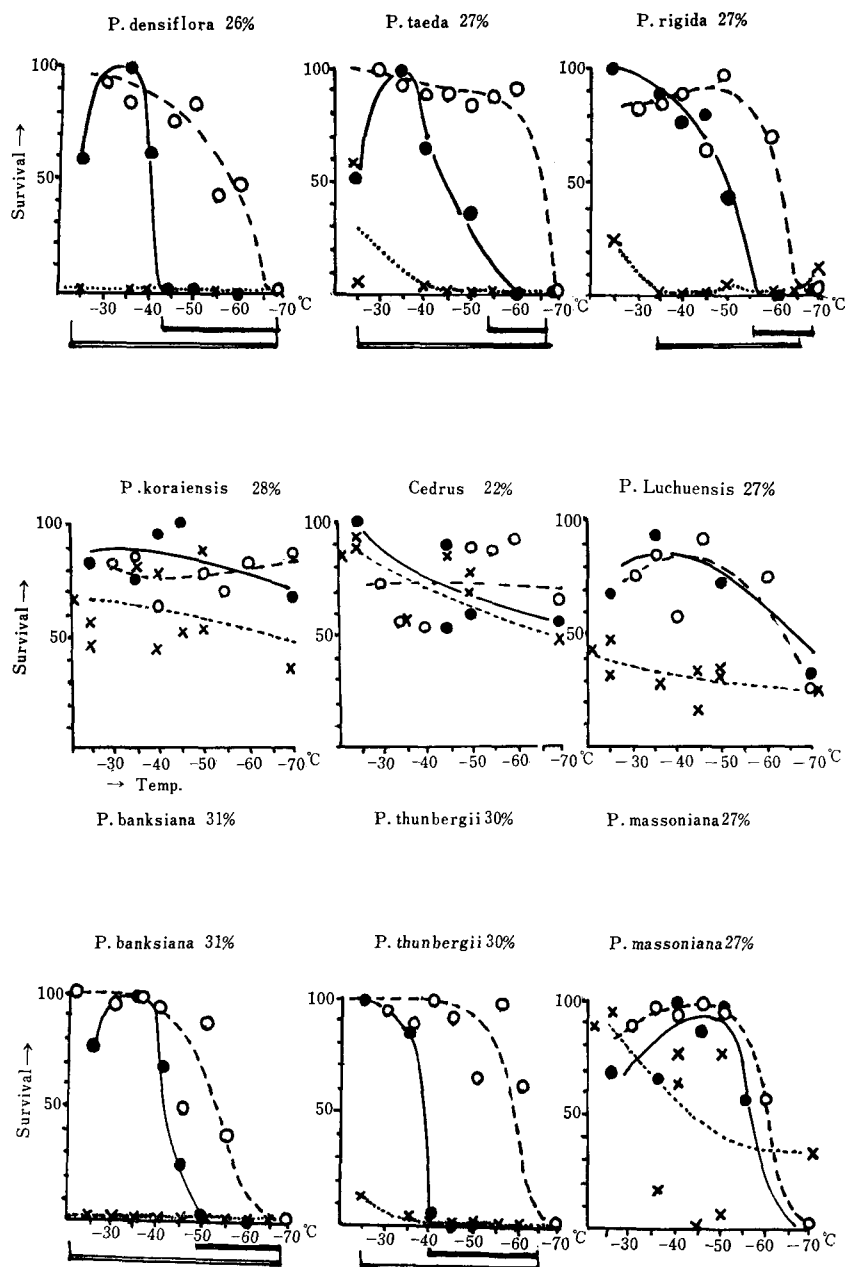 P. densiflora 26% P. taeda 27% P. rigida 27%
100 100 100
Survival →
50 50 50
-30 -40 -50 -60 -70 °C -30 -40 -50 -60 -70 °C -30 -40 -50 -60 -70 °C
P. koraiensis 28% Cedrus 22% P. Luchuensis 27%
100 100 100
Survival →
50 50 50
-30 -40 -50 -60 -70 °C -30 -40 -50 -60 -70 °C -30 -40 -50 -60 -70 °C
→ Temp.
P. banksiana 31% P. thunbergii 30% P. massoniana 27%
P. banksiana 31% P. thunbergii 30% P. massoniana 27%
100 100 100
Survival →
50 50 50
-30 -40 -50 -60 -70 °C -30 -40 -50 -60 -70 °C -30 -40 -50 -60 -70 °C